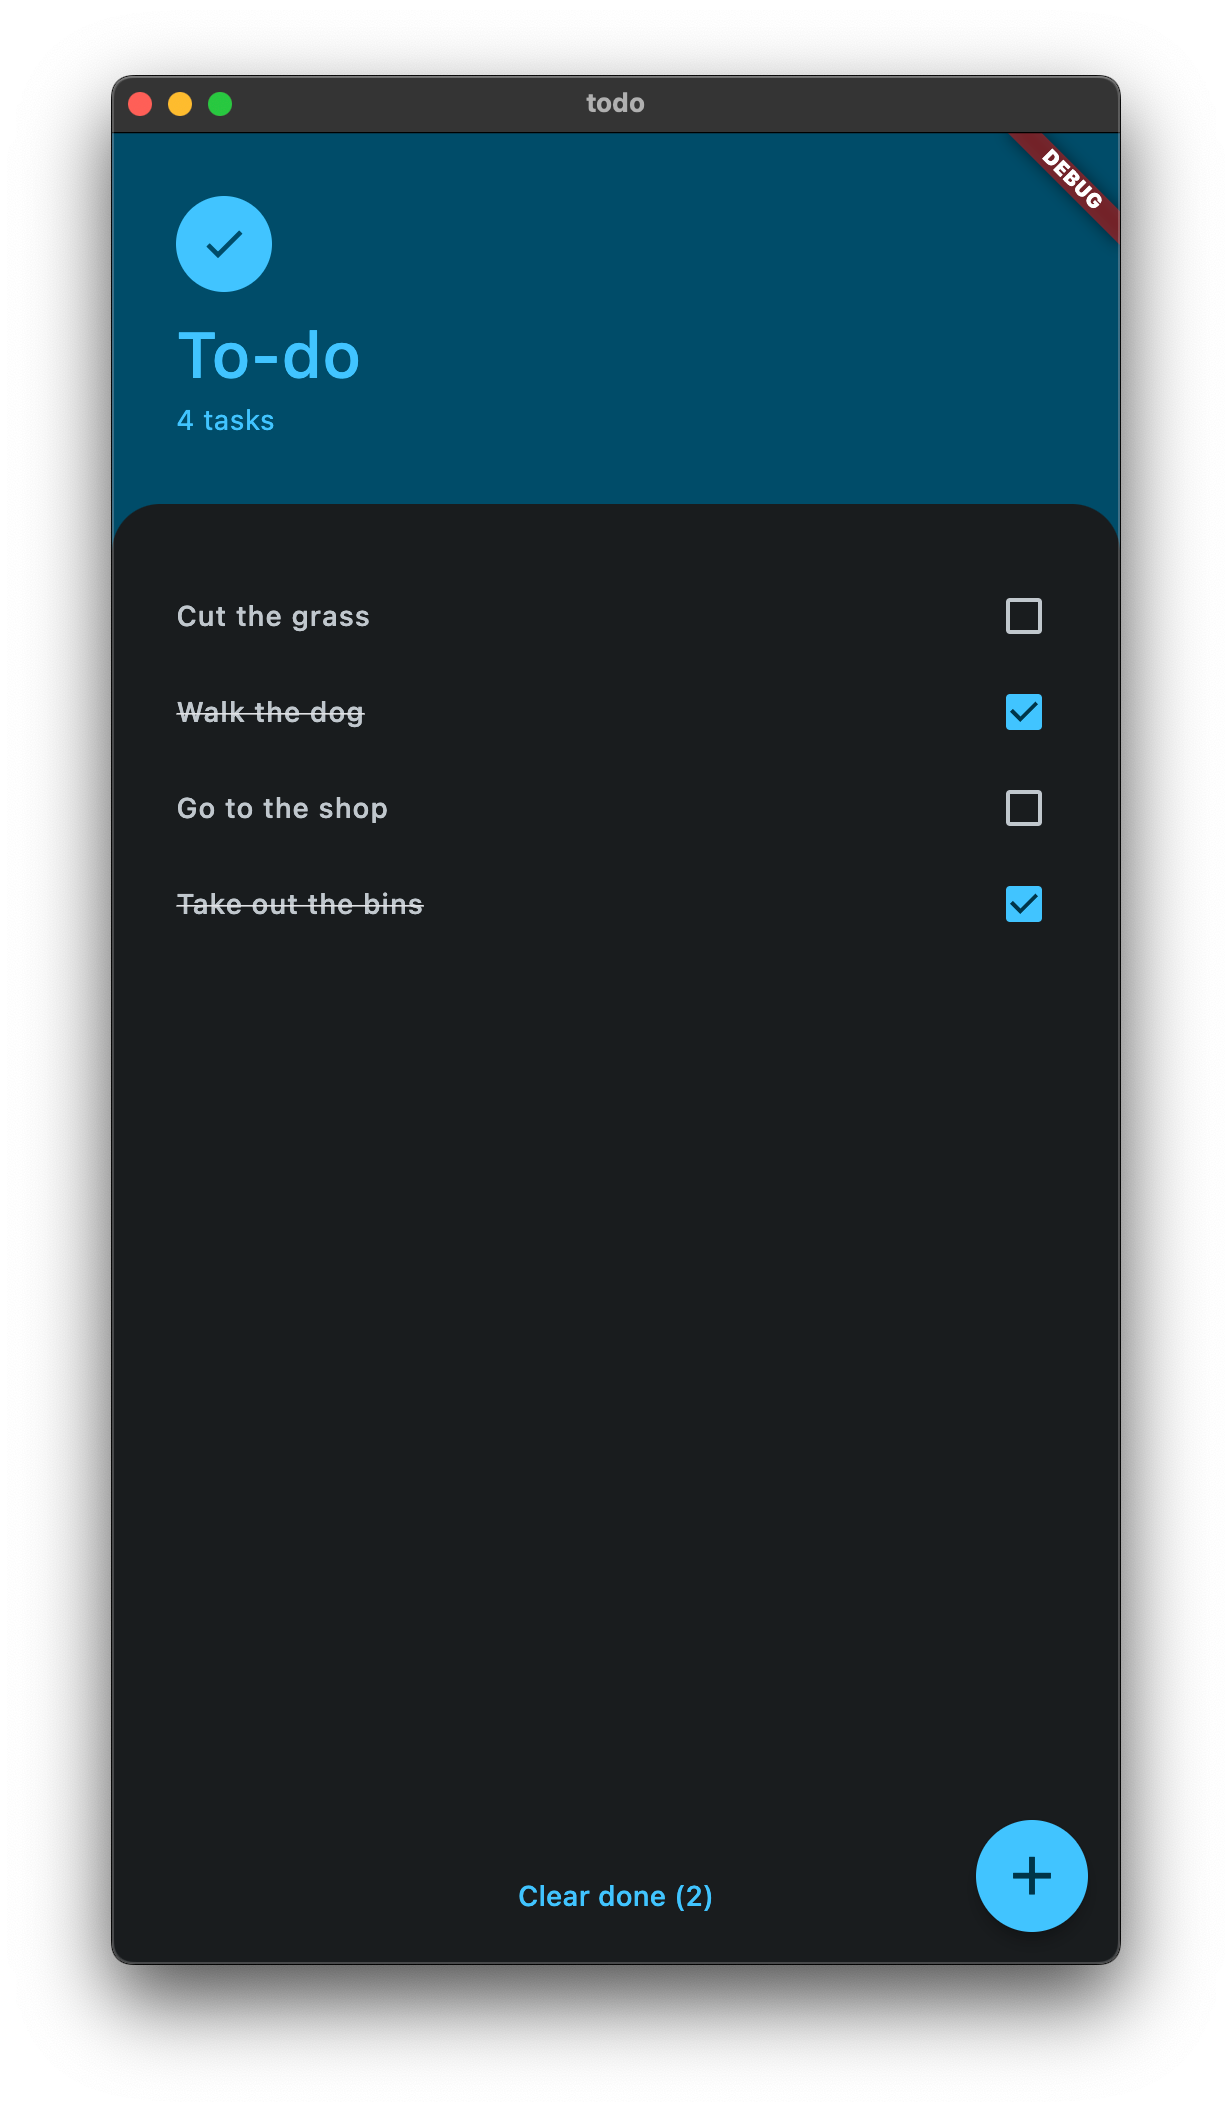 todo
DEBUG
To-do
4 tasks
Cut the grass
Walk the dog
Go to the shop
Take out the bins
Clear done (2)